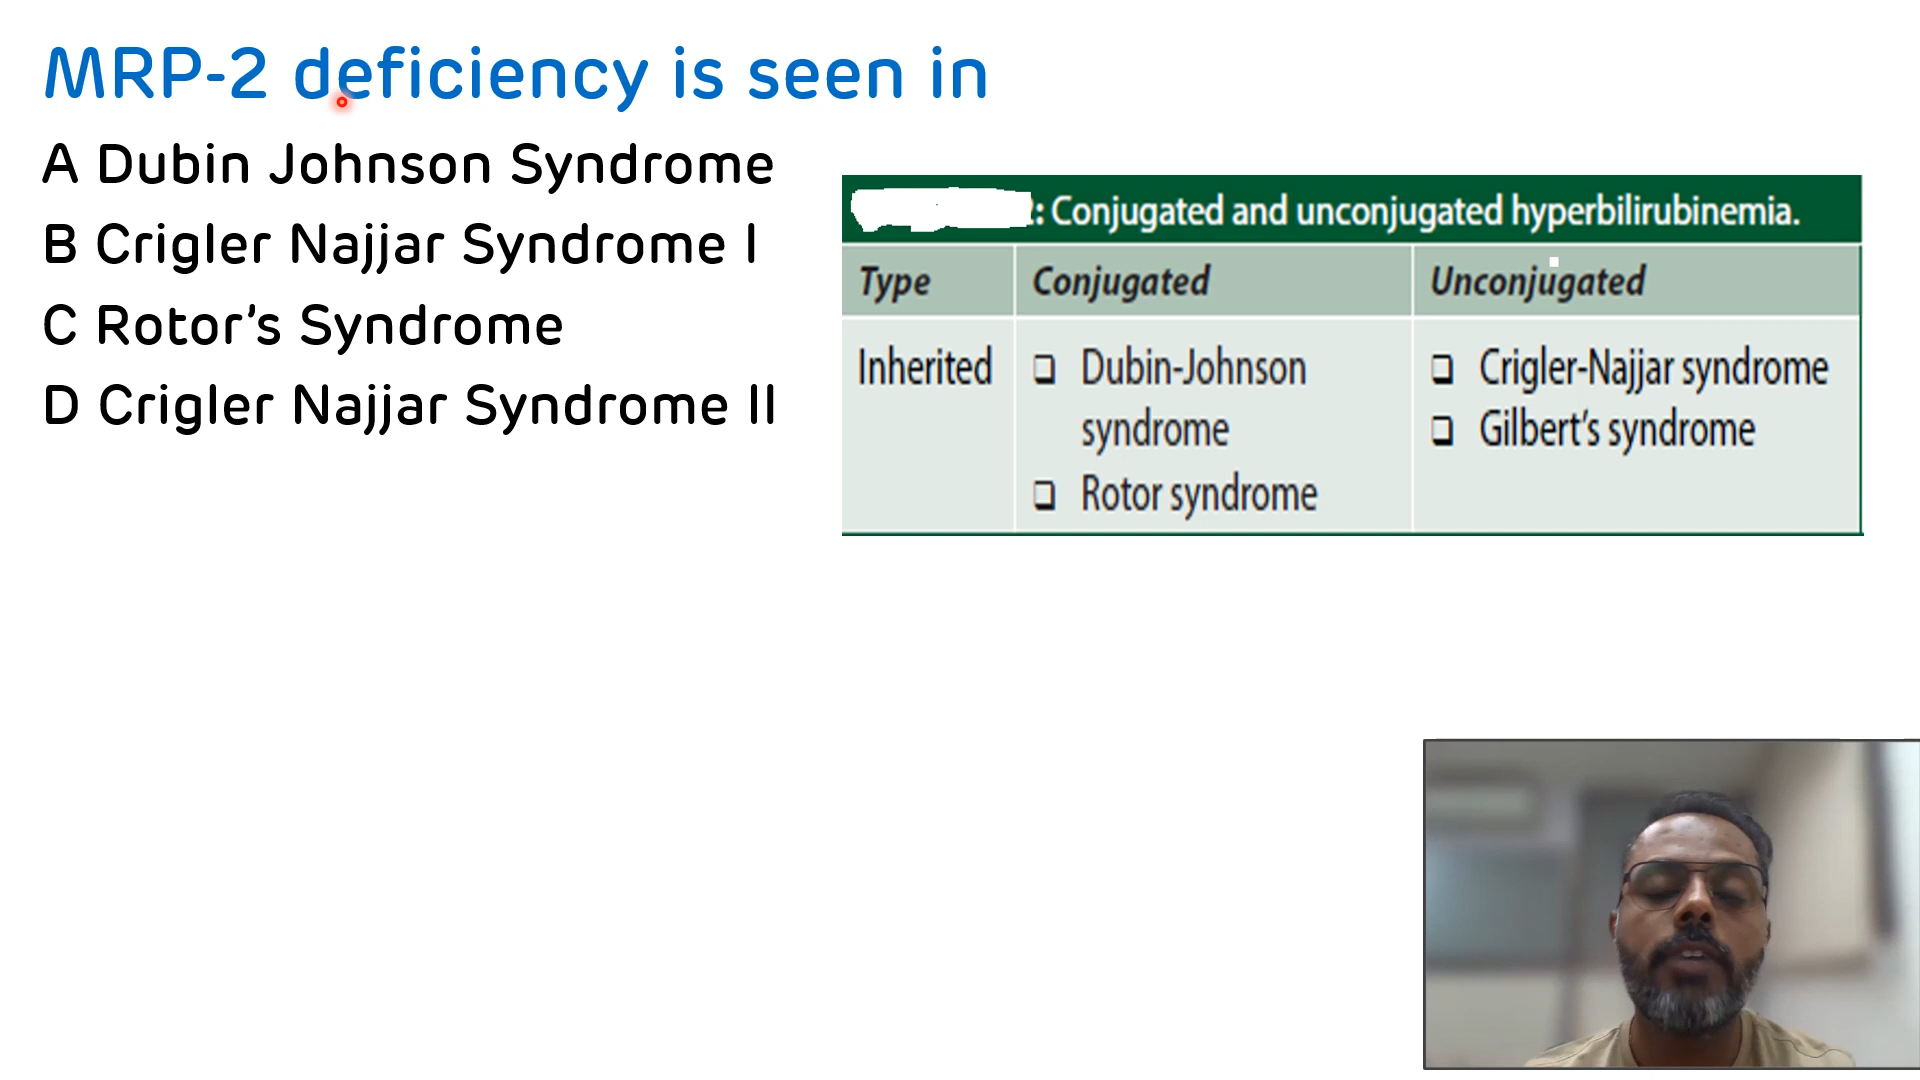 MRP-2 deficiency is seen in
A Dubin Johnson Syndrome
B Crigler Najjar Syndrome I
C Rotor’s Syndrome
D Crigler Najjar Syndrome II
: Conjugated and unconjugated hyperbilirubinemia.
Type Conjugated Unconjugated
Inherited ❑ Dubin-Johnson ❑ Crigler-Najjar syndrome
syndrome ❑ Gilbert’s syndrome
❑ Rotor syndrome